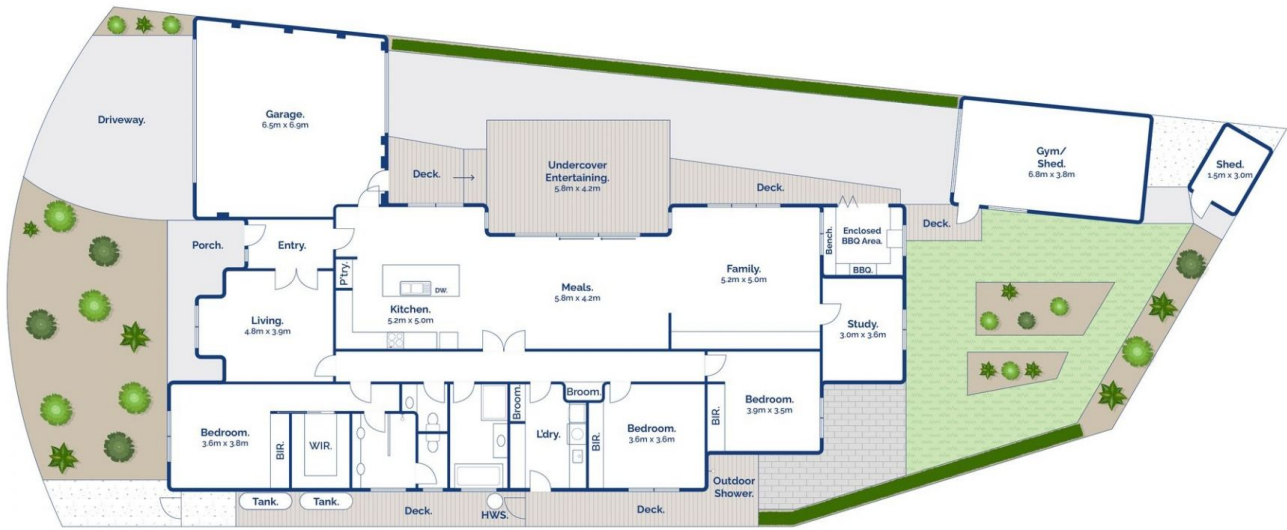 Driveway.
Garage.
6.5m x 6.9m
Deck.
Undercover
Entertaining.
5.8m x 4.2m
Deck.
Gym/
Shed.
6.8m x 3.8m
Shed.
1.5m x 3.0m
Porch.
Entry.
P'try.
DW.
Kitchen.
5.2m x 5.0m
Meals.
5.8m x 4.2m
Family.
5.2m x 5.0m
Bench.
Enclosed
BBQ Area.
BBQ.
Deck.
Living.
4.8m x 3.9m
Study.
3.0m x 3.6m
Bedroom.
3.6m x 3.8m
BIR.
WIR.
Broom.
L'dry.
Broom.
BIR.
Bedroom.
3.6m x 3.6m
BIR.
Bedroom.
3.9m x 3.5m
Tank.
Tank.
Deck.
HWS.
Deck.
Outdoor
Shower.